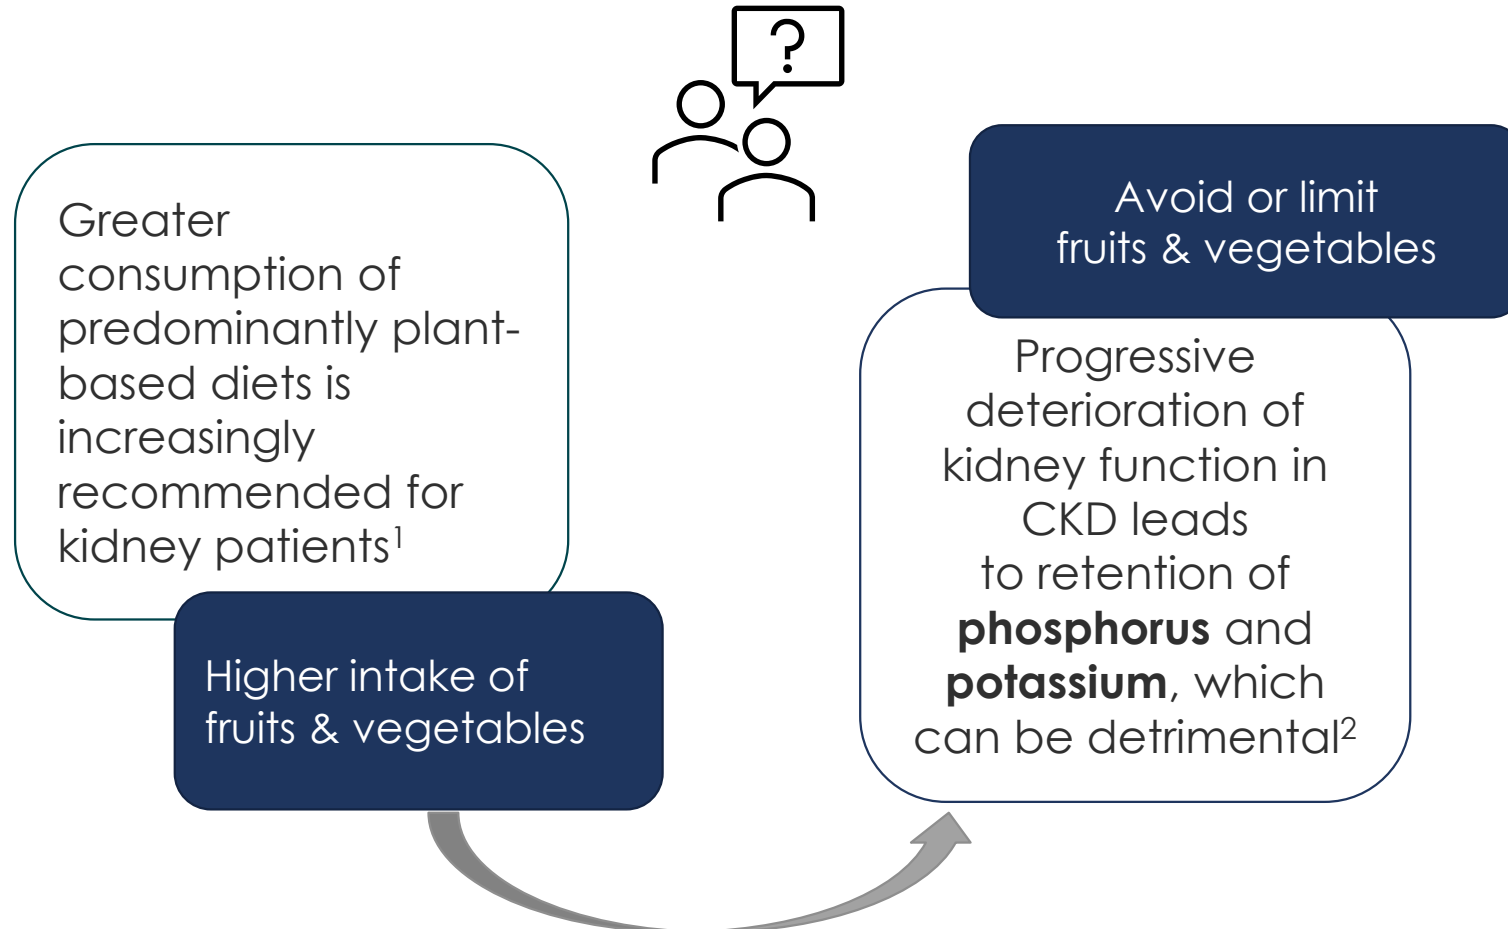 ?
Greater
consumption of
predominantly plant-
based diets is
increasingly
recommended for
kidney patients¹
Higher intake of
fruits & vegetables
Avoid or limit
fruits & vegetables
Progressive
deterioration of
kidney function in
CKD leads
to retention of
phosphorus and
potassium, which
can be detrimental²